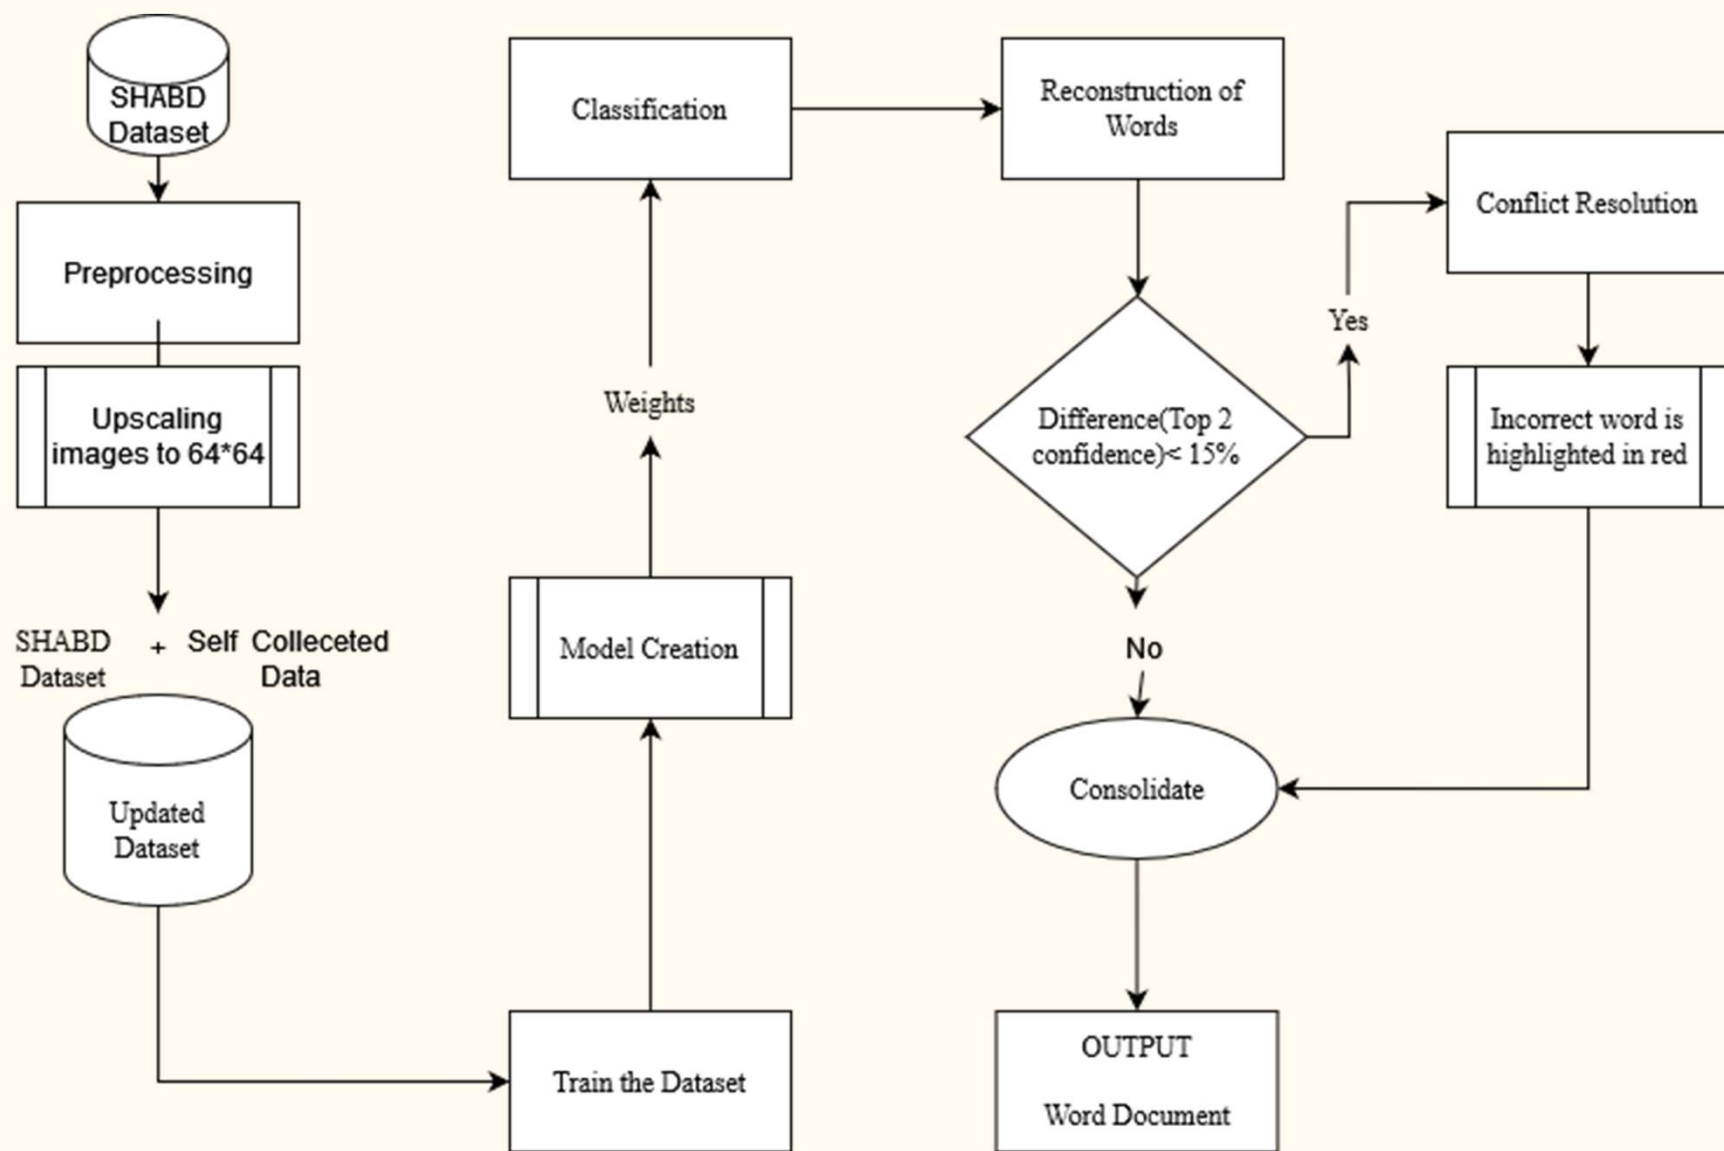 SHABD
Dataset
Preprocessing
Upscaling
images to 64*64
SHABD + Self Colleceted
Dataset Data
Updated
Dataset
Train the Dataset
Model Creation
Weights
Classification
Reconstruction of
Words
Difference(Top 2
confidence)< 15%
Yes
Conflict Resolution
Incorrect word is
highlighted in red
No
Consolidate
OUTPUT
Word Document